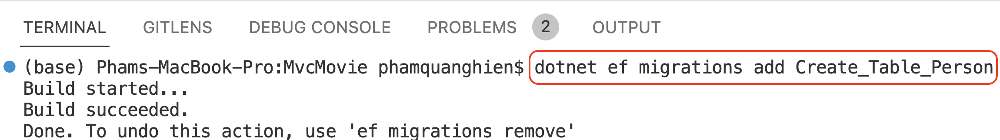 TERMINAL GITLENS DEBUG CONSOLE PROBLEMS 2 OUTPUT
(base) Phams-MacBook-Pro:MvcMovie phamquanghien$ dotnet ef migrations add Create_Table_Person
Build started...
Build succeeded.
Done. To undo this action, use 'ef migrations remove'